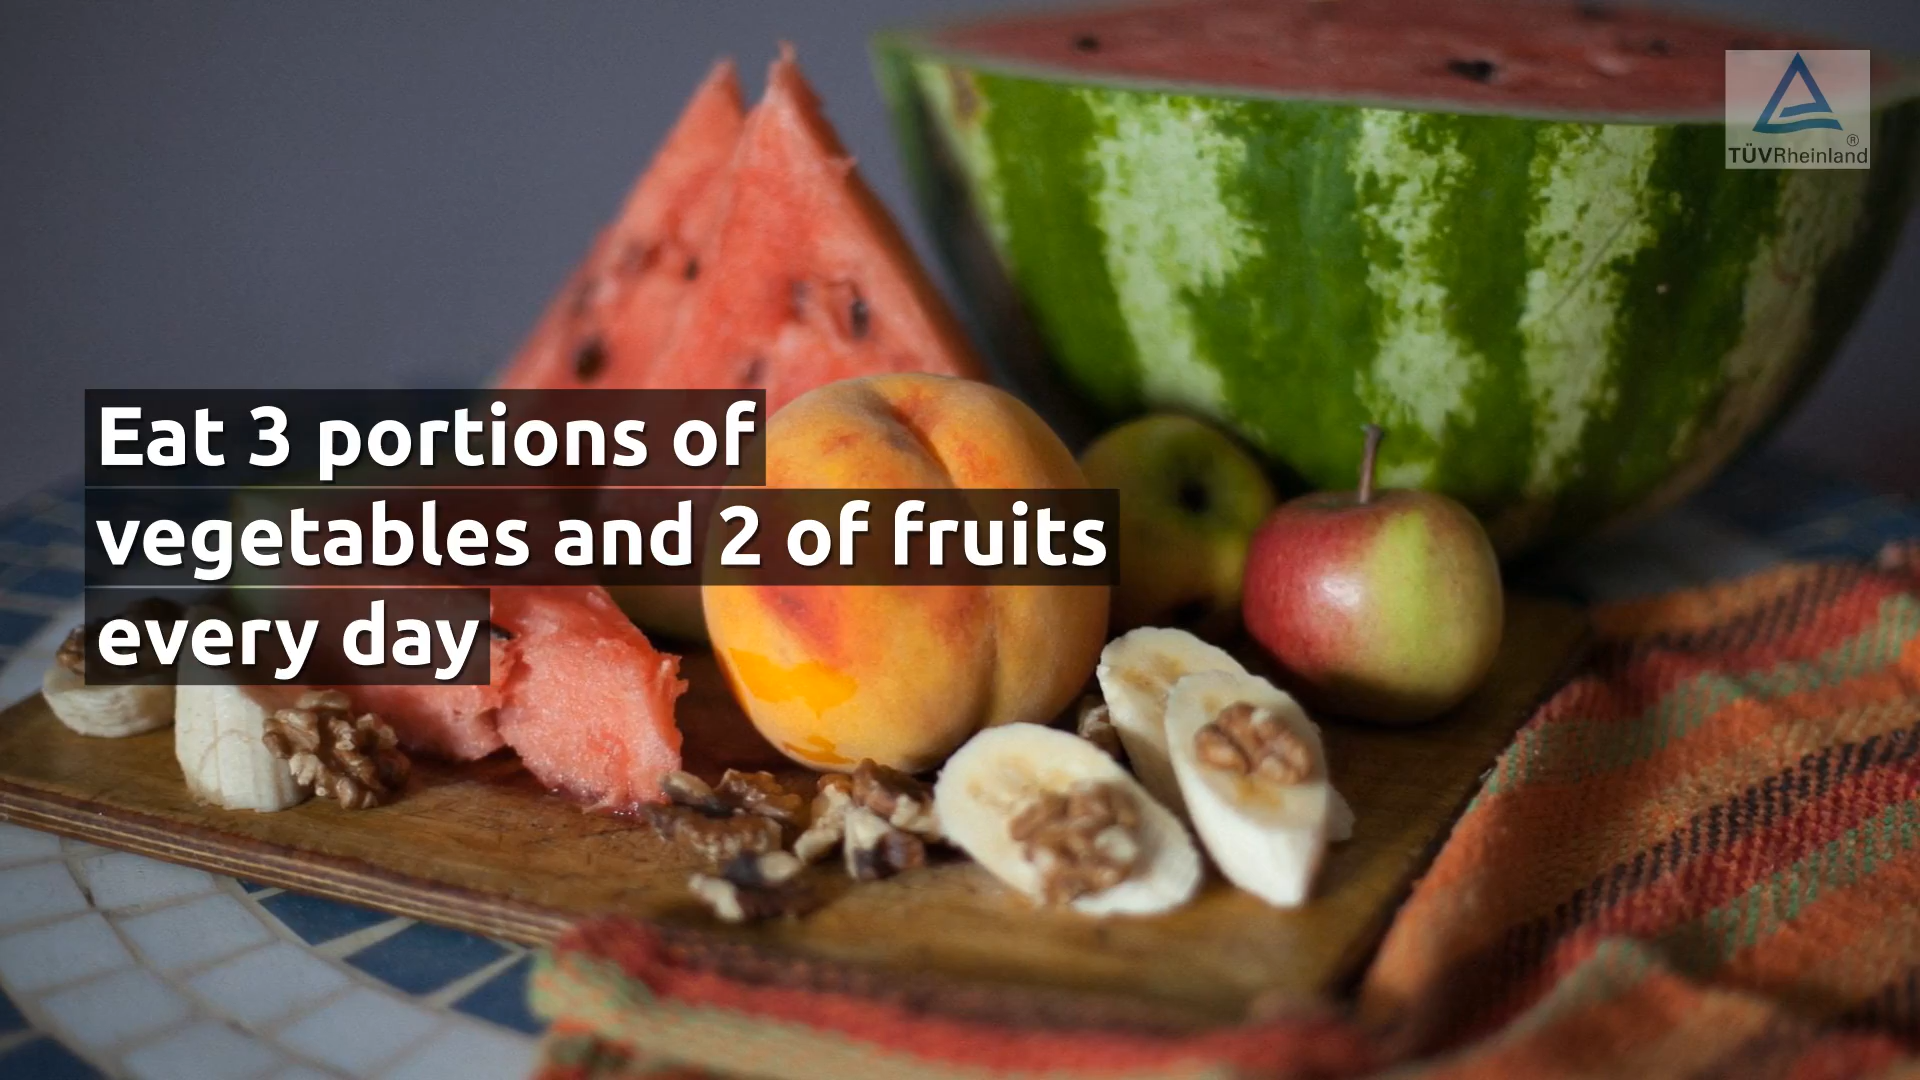 TÜVRheinland
®
Eat 3 portions of
vegetables and 2 of fruits
every day